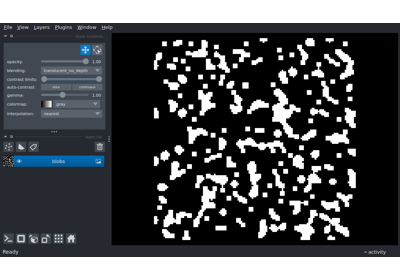 File View Layers Plugins Window Help
opacity: 1.00
blending: translucent_no_depth
contrast limits:
auto-contrast: once continuous
gamma: 1.00
colormap: gray
interpolation: nearest
blobs
Ready activity